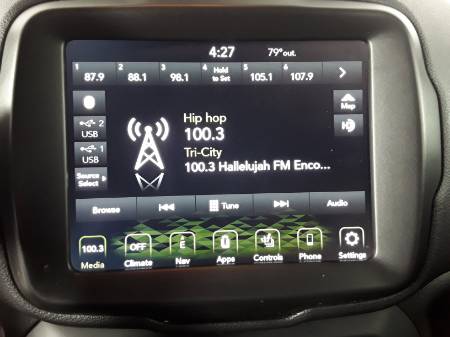 4:27 79° out.
1 87.9 2 88.1 3 98.1 4 Hold to Set 5 105.1 6 107.9
Map
2 USB
Hip hop
100.3
1 USB
Tri-City
100.3 Hallelujah FM Enco...
Source Select
Browse Tune Audio
100.3 OFF E
Media Climate Nav Apps Controls Phone Settings